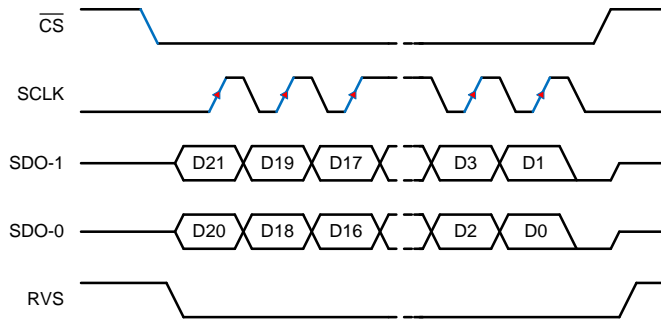 CS
SCLK
SDO-1 D21 D19 D17 D3 D1
SDO-0 D20 D18 D16 D2 D0
RVS